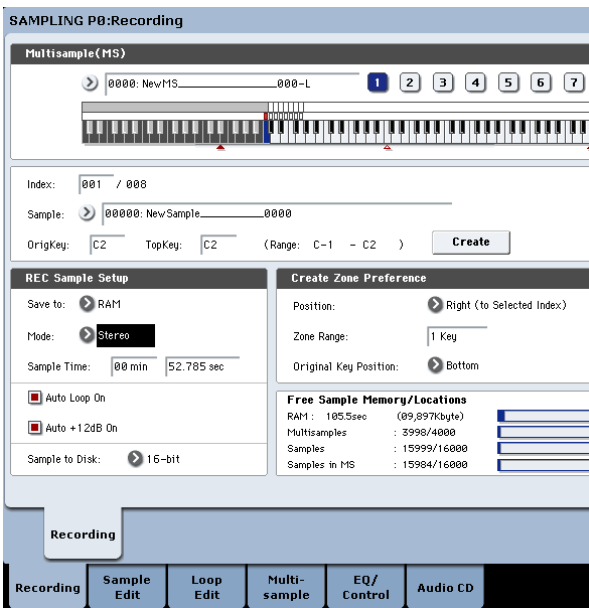 SAMPLING P0:Recording
Multisample(MS)
0000: NewMS____________000-L
1 2 3 4 5 6 7
Index: 001 / 008
Sample: 00000: NewSample________0000
OrigKey: C2 TopKey: C2 (Range: C-1 - C2 ) Create
REC Sample Setup
Save to: RAM
Mode: Stereo
Sample Time: 00 min 52.785 sec
Auto Loop On
Auto +12dB On
Sample to Disk: 16-bit
Create Zone Preference
Position: Right (to Selected Index)
Zone Range: 1 Key
Original Key Position: Bottom
Free Sample Memory/Locations
RAM : 105.5sec (09,897Kbyte)
Multisamples : 3998/4000
Samples : 15999/16000
Samples in MS : 15984/16000
Recording
Recording
Sample Edit
Loop Edit
Multi-sample
EQ/ Control
Audio CD